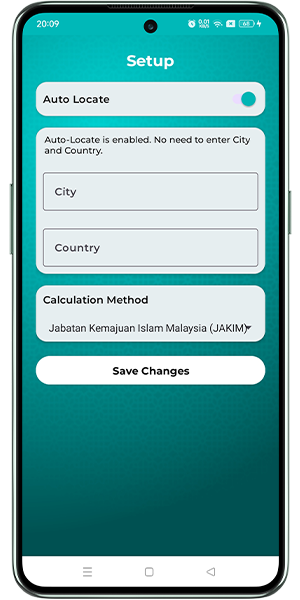 20:09
0.01
KB/S
68
Setup
Auto Locate
Auto-Locate is enabled. No need to enter City
and Country.
City
Country
Calculation Method
Jabatan Kemajuan Islam Malaysia (JAKIM)
Save Changes